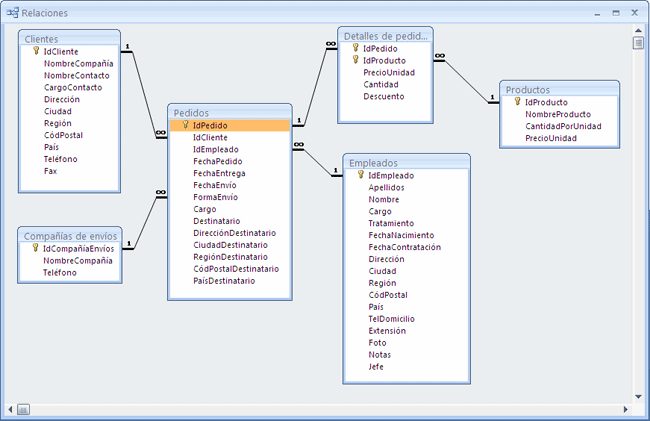 Relaciones
Clientes
IdCliente
NombreCompañía
NombreContacto
CargoContacto
Dirección
Ciudad
Región
CódPostal
País
Teléfono
Fax
1
∞
Compañías de envíos
IdCompañíaEnvíos
NombreCompañía
Teléfono
1
∞
Pedidos
IdPedido
IdCliente
IdEmpleado
FechaPedido
FechaEntrega
FechaEnvío
FormaEnvío
Cargo
Destinatario
DirecciónDestinatario
CiudadDestinatario
RegiónDestinatario
CódPostalDestinatario
PaísDestinatario
1
∞
∞
1
Detalles de pedid...
IdPedido
IdProducto
PrecioUnidad
Cantidad
Descuento
∞
1
Empleados
IdEmpleado
Apellidos
Nombre
Cargo
Tratamiento
FechaNacimiento
FechaContratación
Dirección
Ciudad
Región
CódPostal
País
TelDomicilio
Extensión
Foto
Notas
Jefe
Productos
IdProducto
NombreProducto
CantidadPorUnidad
PrecioUnidad